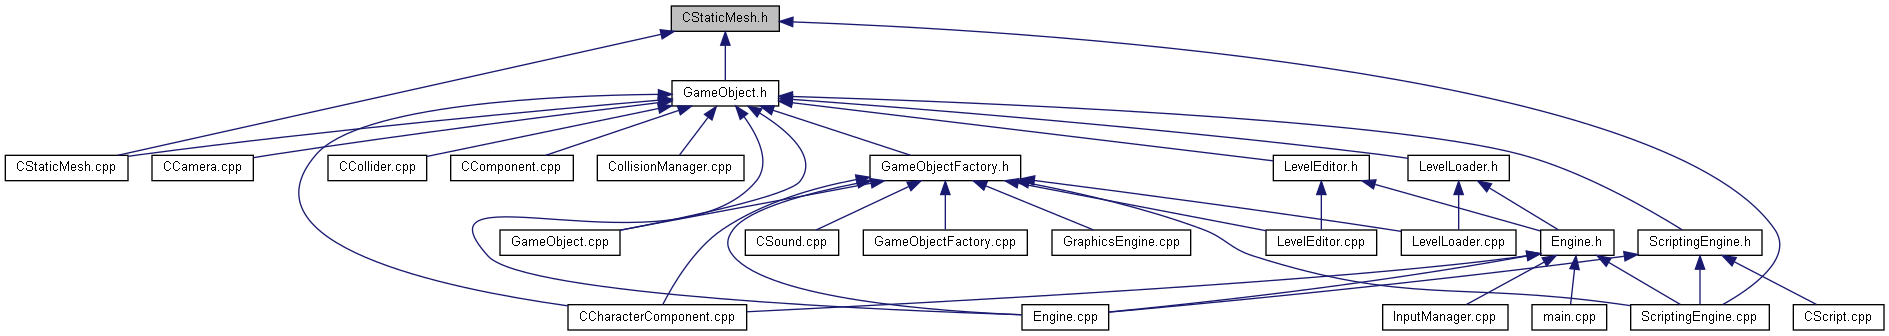 CStaticMesh.h
GameObject.h
CStaticMesh.cpp
CCamera.cpp
CCollider.cpp
CComponent.cpp
CollisionManager.cpp
GameObjectFactory.h
LevelEditor.h
LevelLoader.h
GameObject.cpp
CSound.cpp
GameObjectFactory.cpp
GraphicsEngine.cpp
LevelEditor.cpp
LevelLoader.cpp
Engine.h
ScriptingEngine.h
CCharacterComponent.cpp
Engine.cpp
InputManager.cpp
main.cpp
ScriptingEngine.cpp
CScript.cpp